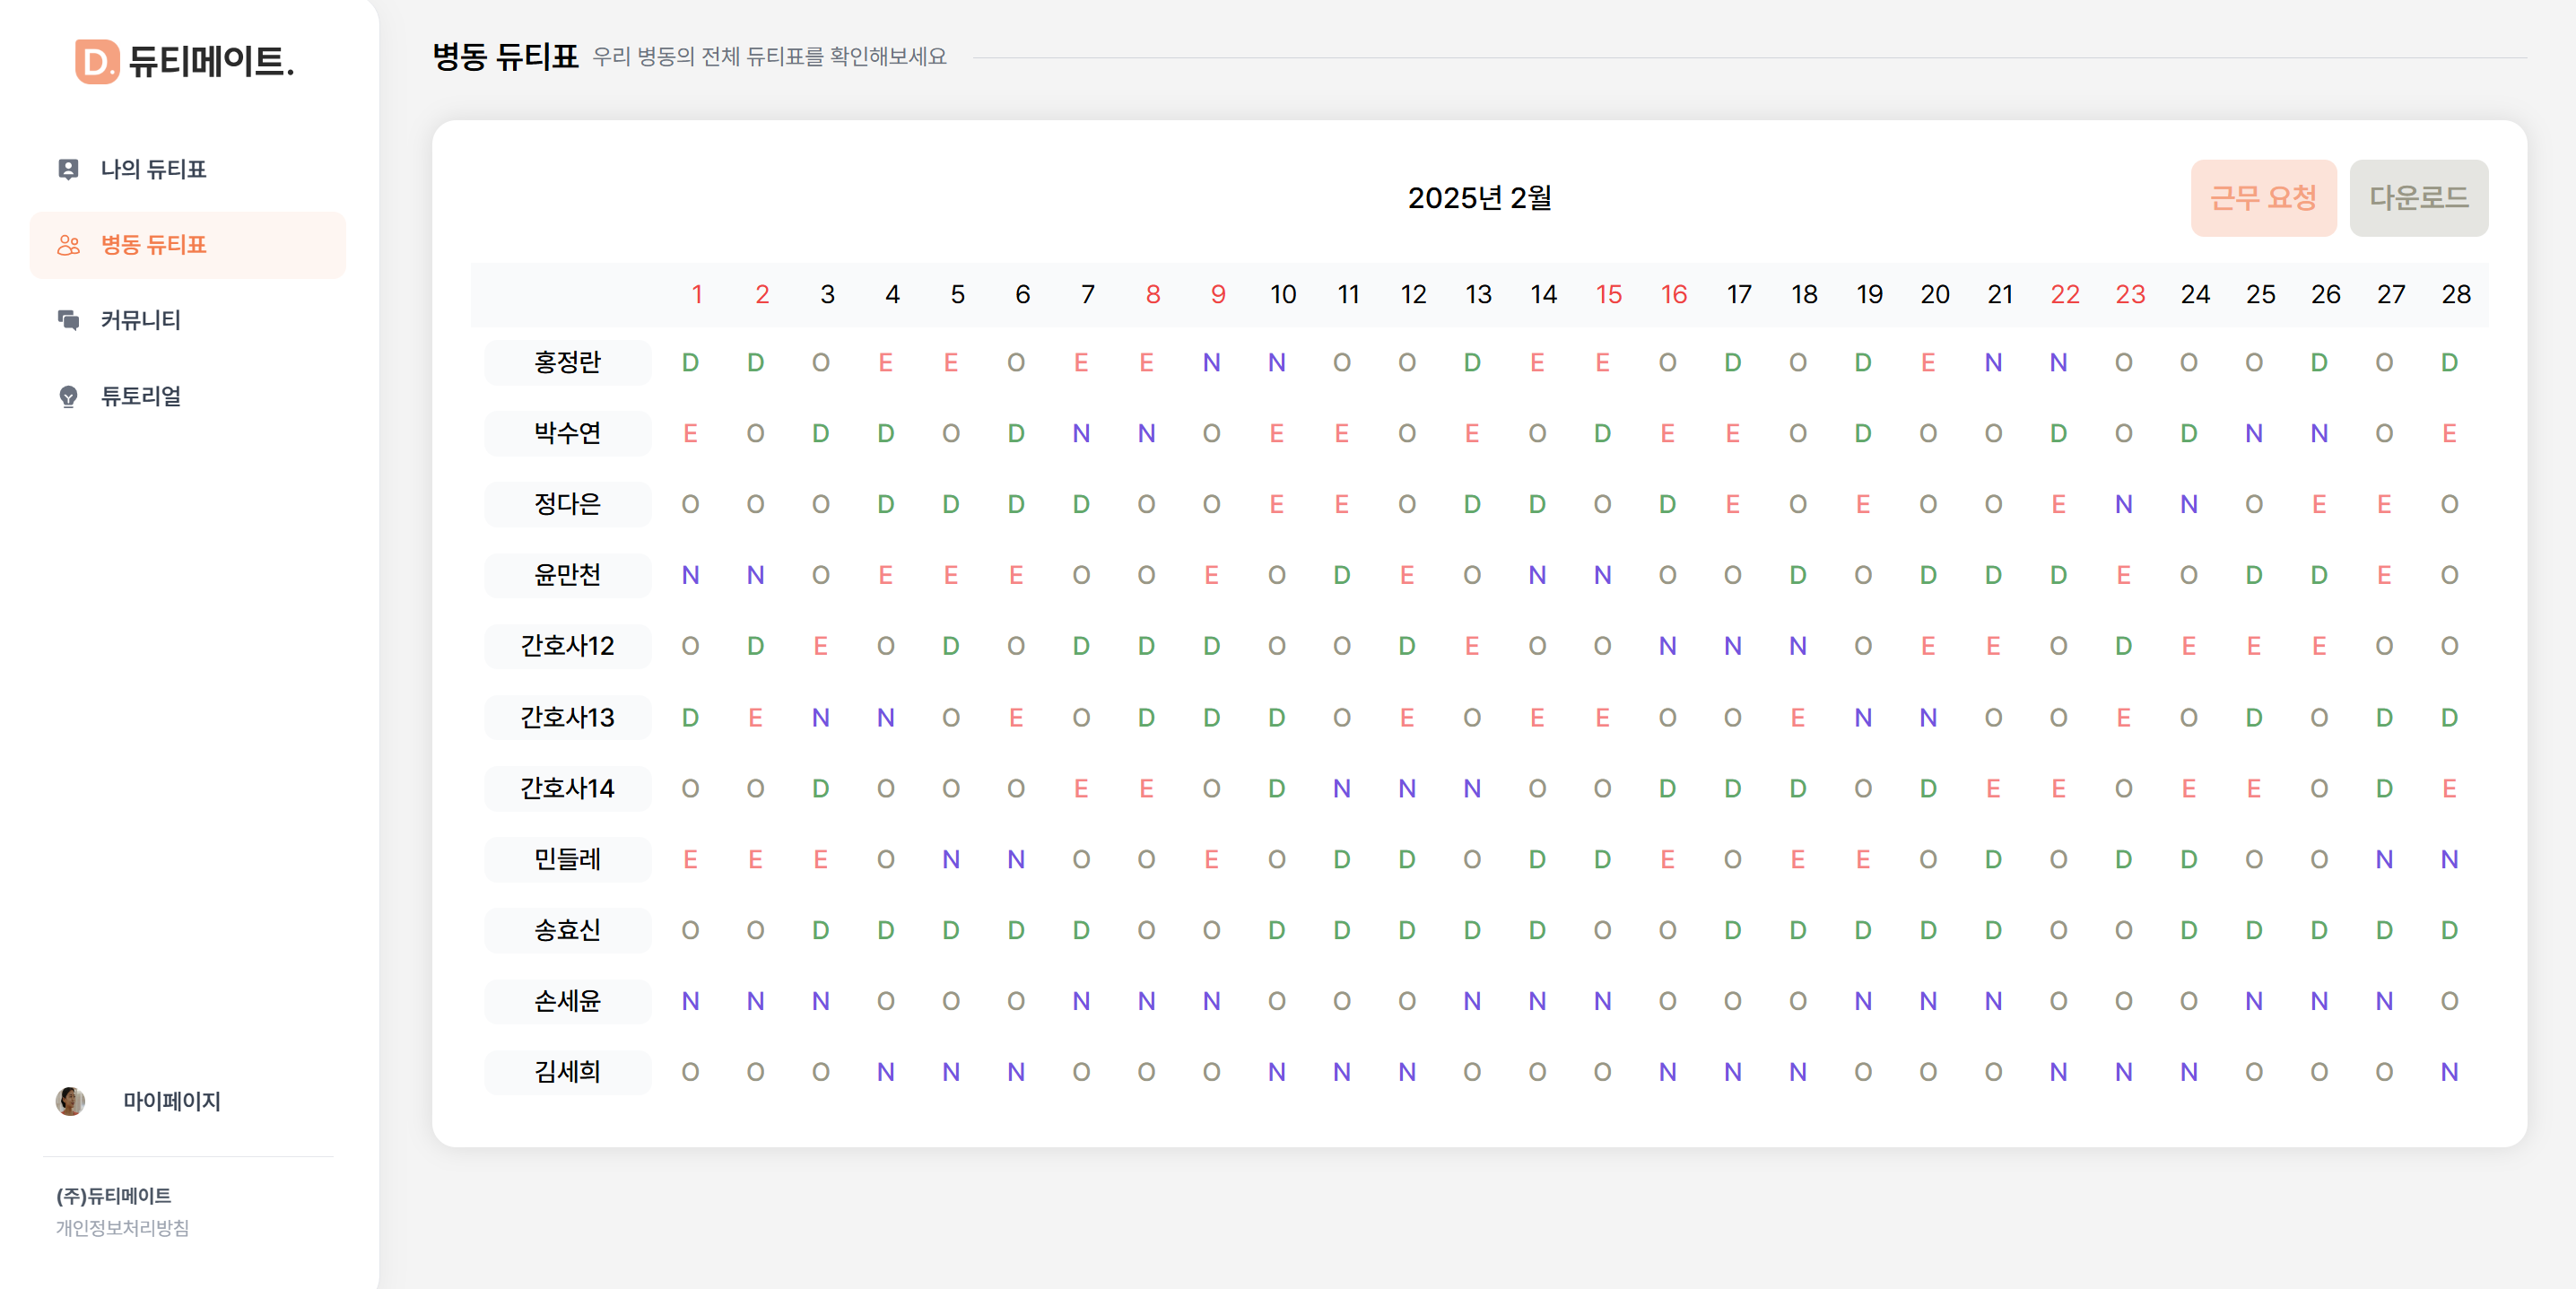 D. 듀티메이트.
나의 듀티표
병동 듀티표
커뮤니티
튜토리얼
마이페이지
(주)듀티메이트
개인정보처리방침
병동 듀티표 우리 병동의 전체 듀티표를 확인해보세요
2025년 2월
근무 요청 다운로드
1 2 3 4 5 6 7 8 9 10 11 12 13 14 15 16 17 18 19 20 21 22 23 24 25 26 27 28
홍정란 D D O E E O E E N N O O D E E O D O D E N N O O O D O D
박수연 E O D D O D N N O E E O E O D E E O D O O D O D N N O E
정다은 O O O D D D D O O E E O D D O D E O E O O E N N O E E O
윤만천 N N O E E E O O E O D E O N N O O D O D D D E O D D E O
간호사12 O D E O D O D D D O O D E O O N N N O E E O D E E E O O
간호사13 D E N N O E O D D D O E O E E O O E N N O O E O D O D D
간호사14 O O D O O O E E O D N N N O O D D D O D E E O E E O D E
민들레 E E E O N N O O E O D D O D D E O E E O D O D D O O N N
송효신 O O D D D D D O O D D D D D O O D D D D D O O D D D D D
손세윤 N N N O O O N N N O O O N N N O O O N N N O O O N N N O
김세희 O O O N N N O O O N N N O O O N N N O O O N N N O O O N